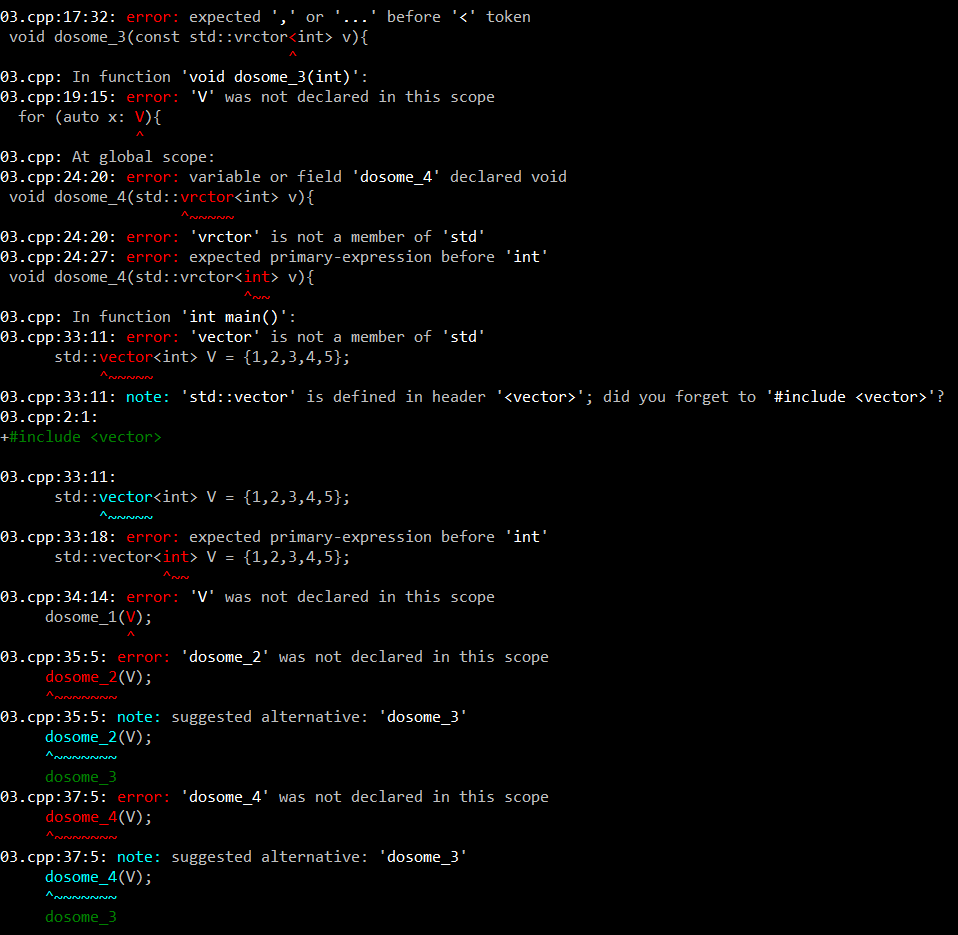 03.cpp:17:32: error: expected ',' or '...' before '<' token
 void dosome_3(const std::vrctor<int> v){
                                ^
03.cpp: In function 'void dosome_3(int)':
03.cpp:19:15: error: 'V' was not declared in this scope
  for (auto x: V){
               ^
03.cpp: At global scope:
03.cpp:24:20: error: variable or field 'dosome_4' declared void
 void dosome_4(std::vrctor<int> v){
                    ^~~~~~
03.cpp:24:20: error: 'vrctor' is not a member of 'std'
03.cpp:24:27: error: expected primary-expression before 'int'
 void dosome_4(std::vrctor<int> v){
                           ^~~
03.cpp: In function 'int main()':
03.cpp:33:11: error: 'vector' is not a member of 'std'
      std::vector<int> V = {1,2,3,4,5};
           ^~~~~~
03.cpp:33:11: note: 'std::vector' is defined in header '<vector>'; did you forget to '#include <vector>'?
03.cpp:2:1:
+#include <vector>

03.cpp:33:11:
      std::vector<int> V = {1,2,3,4,5};
           ^~~~~~
03.cpp:33:18: error: expected primary-expression before 'int'
      std::vector<int> V = {1,2,3,4,5};
                  ^~~
03.cpp:34:14: error: 'V' was not declared in this scope
     dosome_1(V);
              ^
03.cpp:35:5: error: 'dosome_2' was not declared in this scope
     dosome_2(V);
     ^~~~~~~~
03.cpp:35:5: note: suggested alternative: 'dosome_3'
     dosome_2(V);
     ^~~~~~~~
     dosome_3
03.cpp:37:5: error: 'dosome_4' was not declared in this scope
     dosome_4(V);
     ^~~~~~~~
03.cpp:37:5: note: suggested alternative: 'dosome_3'
     dosome_4(V);
     ^~~~~~~~
     dosome_3